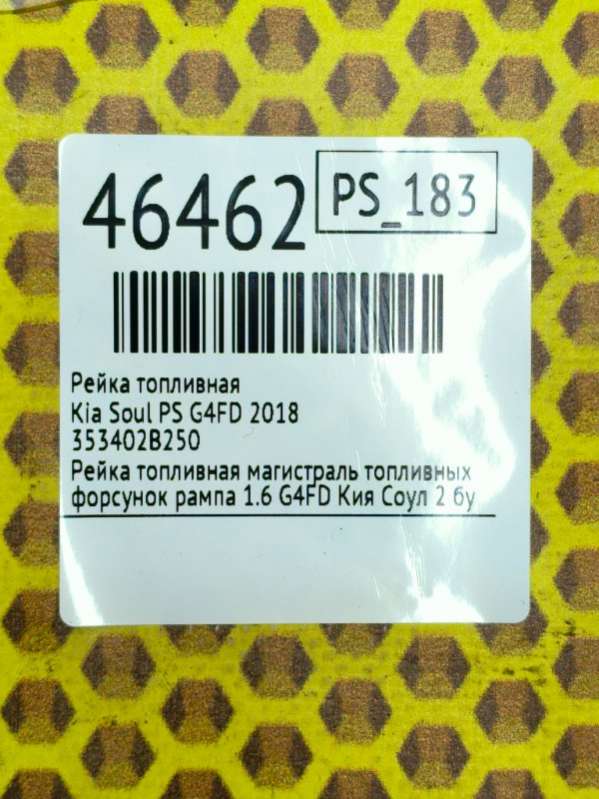 46462
PS_183
Рейка топливная
Kia Soul PS G4FD 2018
353402B250
Рейка топливная магистраль топливных
форсунок рампа 1.6 G4FD Киа Соул 2 бу